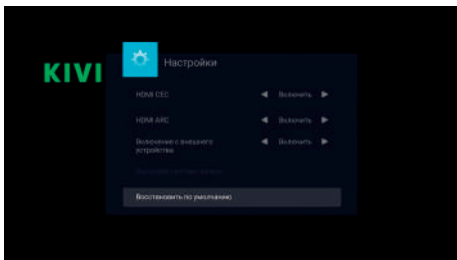 KIVI
Настройки
HDMI CEC
Включить
HDMI ARC
Включить
Включение с внешнего
устройства
Включить
Восстановить по умолчанию